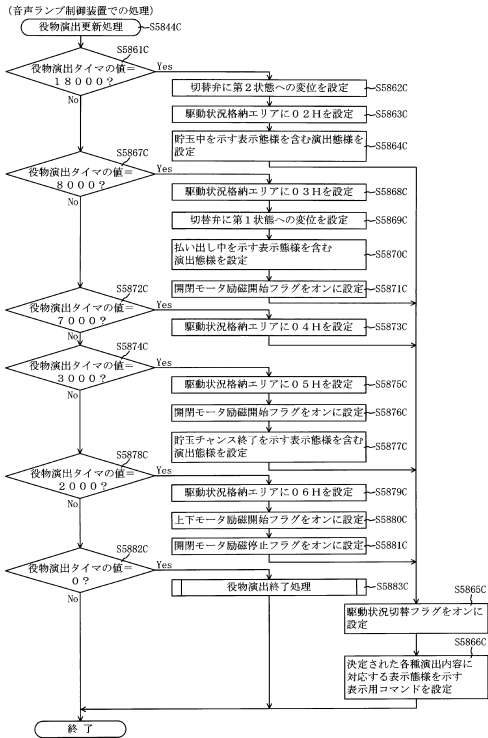 （音声ランプ制御装置での処理）
役物演出更新処理
S5844C
S5861C
役物演出タイマの値＝
１８０００？
Yes
No
切替弁に第２状態への変位を設定
S5862C
駆動状況格納エリアに０２Ｈを設定
S5863C
貯玉中を示す表示態様を含む演出態様を
設定
S5864C
S5867C
役物演出タイマの値＝
８０００？
Yes
No
駆動状況格納エリアに０３Ｈを設定
S5868C
切替弁に第１状態への変位を設定
S5869C
払い出し中を示す表示態様を含む
演出態様を設定
S5870C
開閉モータ励磁開始フラグをオンに設定
S5871C
S5872C
役物演出タイマの値＝
７０００？
Yes
No
駆動状況格納エリアに０４Ｈを設定
S5873C
S5874C
役物演出タイマの値＝
３０００？
Yes
No
駆動状況格納エリアに０５Ｈを設定
S5875C
開閉モータ励磁開始フラグをオンに設定
S5876C
貯玉チャンス終了を示す表示態様を含む
演出態様を設定
S5877C
S5878C
役物演出タイマの値＝
２０００？
Yes
No
駆動状況格納エリアに０６Ｈを設定
S5879C
上下モータ励磁開始フラグをオンに設定
S5880C
開閉モータ励磁停止フラグをオンに設定
S5881C
S5882C
役物演出タイマの値＝
０？
Yes
No
役物演出終了処理
S5883C
S5865C
駆動状況切替フラグをオンに
設定
S5866C
決定された各種演出内容に
対応する表示態様を示す
表示用コマンドを設定
終了